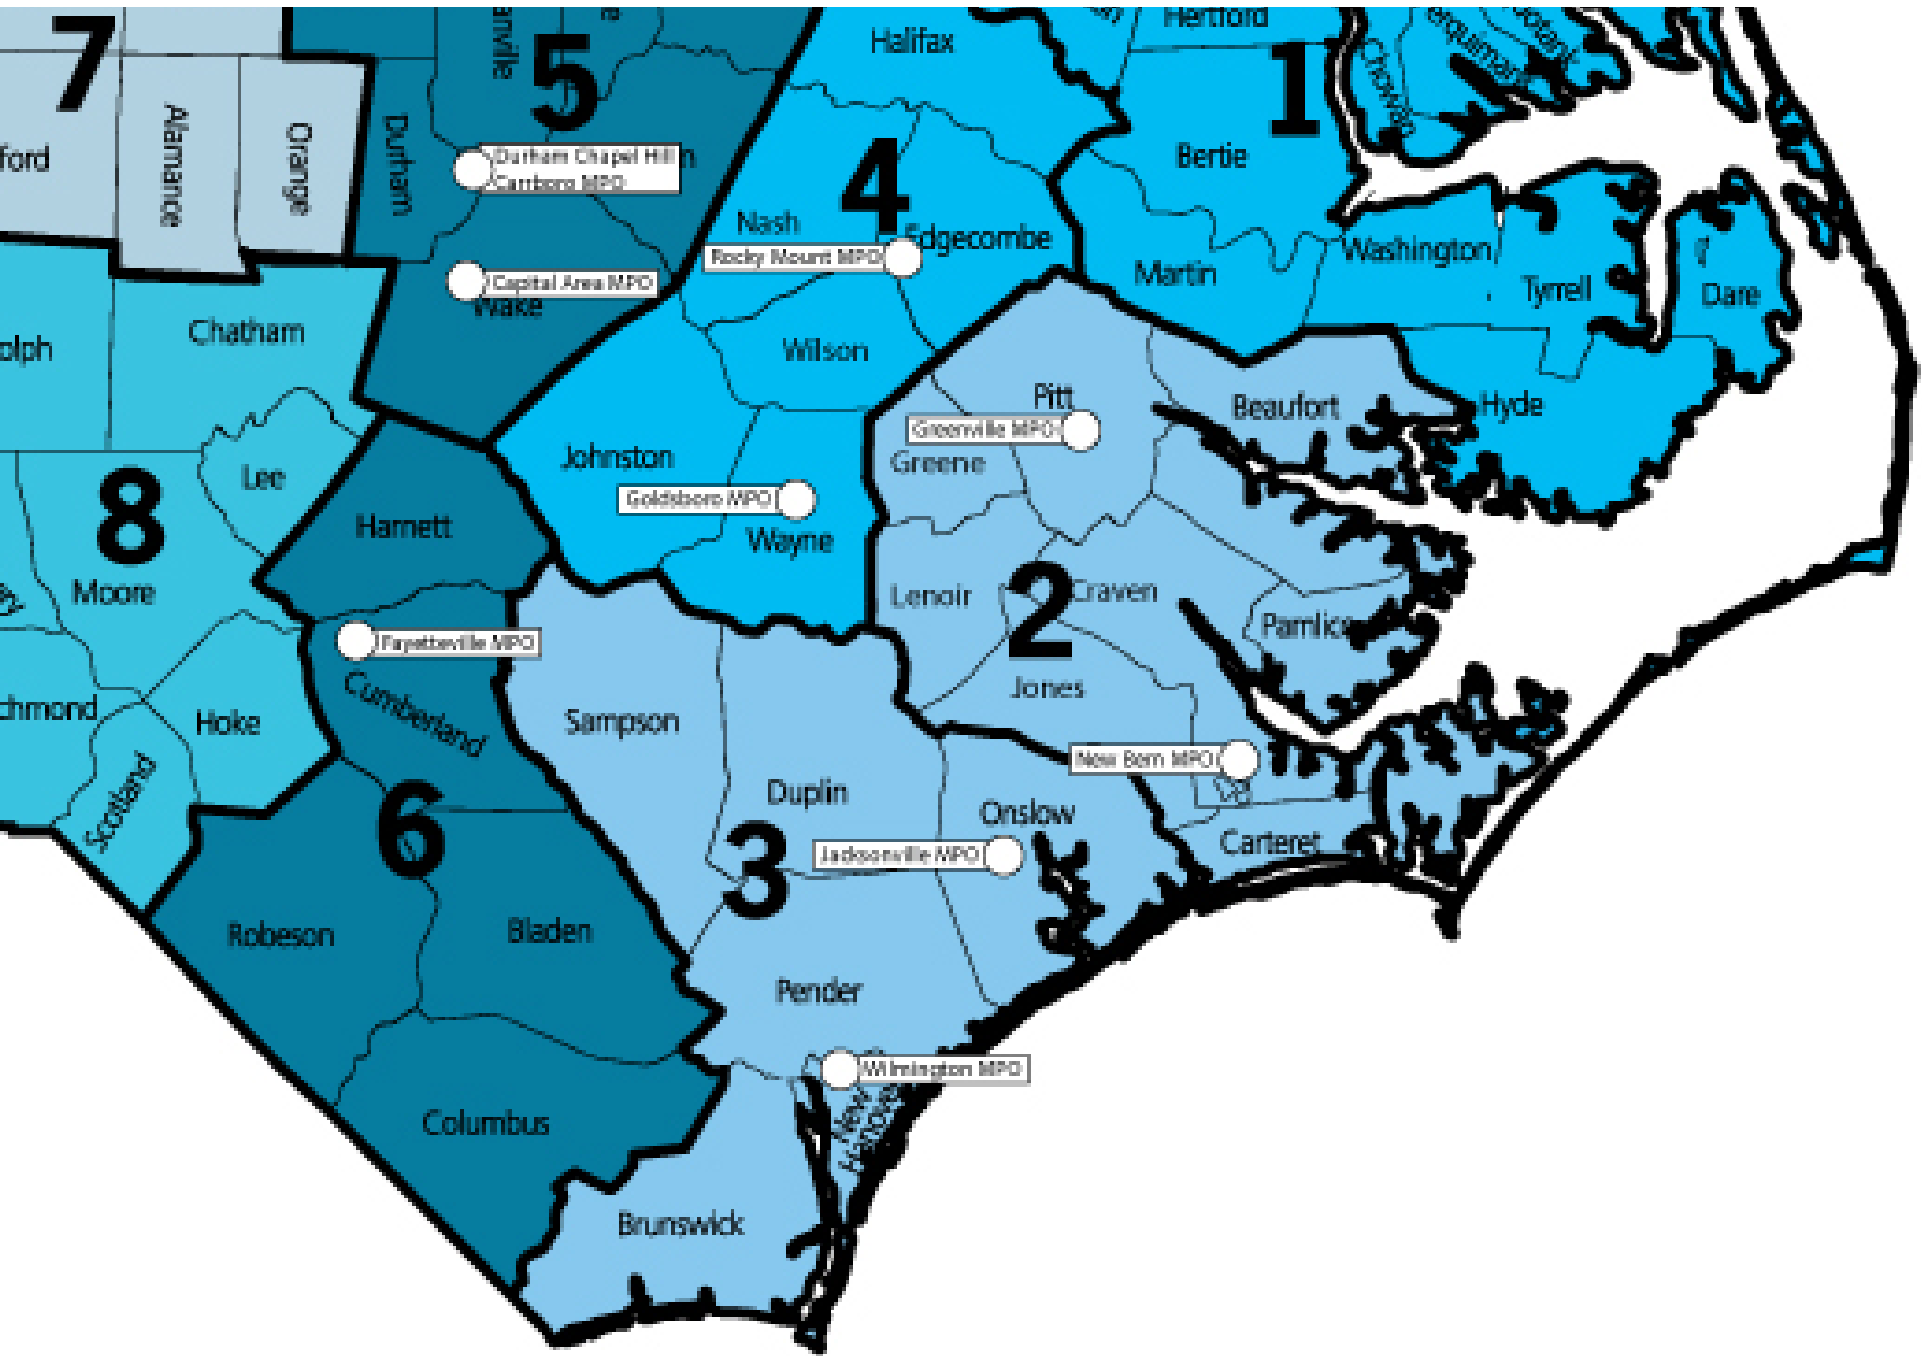 Hertford
Halifax
7
5
1
Chowan
Alamance
Orange
Durham
ford
Durham Chapel Hill
Carrboro MPO
Bertie
4
Nash
Edgecombe
Rocky Mount MPO
Washington
Martin
Capital Area MPO
Wake
Tyrrell
Dare
Chatham
olph
Wilson
Pitt
Beaufort
Hyde
Greenville MPO
Johnston
Greene
Lee
Goldsboro MPO
8
Harnett
Wayne
Moore
Lenoir
2
Craven
Pamlico
Fayetteville MPO
Cumberland
Jones
chmond
Hoke
Sampson
New Bern MPO
Scotland
Duplin
Onslow
6
3
Jacksonville MPO
Carteret
Robeson
Bladen
Pender
Wilmington MPO
New
Hanover
Columbus
Brunswick